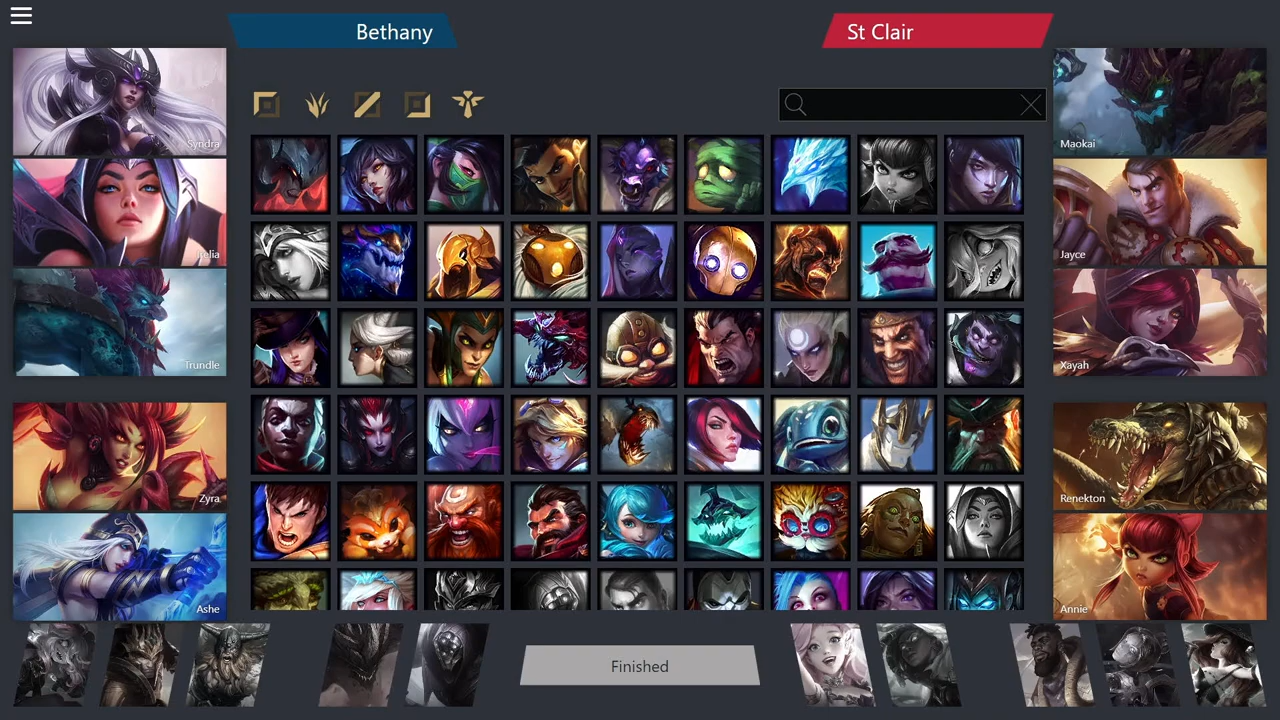 Bethany
St Clair
Syndra
Irelia
Trundle
Zyra
Ashe
Maokai
Jayce
Xayah
Renekton
Annie
Finished